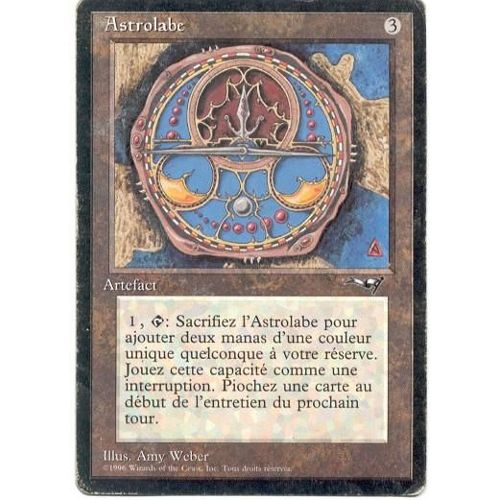 Astrolabe 3
Artefact
1, : Sacrifiez l'Astrolabe pour
ajouter deux manas d'une couleur
unique quelconque à votre réserve.
Jouez cette capacité comme une
interruption. Piochez une carte au
début de l'entretien du prochain
tour.
Illus. Amy Weber
©1996 Wizards of the Coast, Inc. Tous droits réservés.